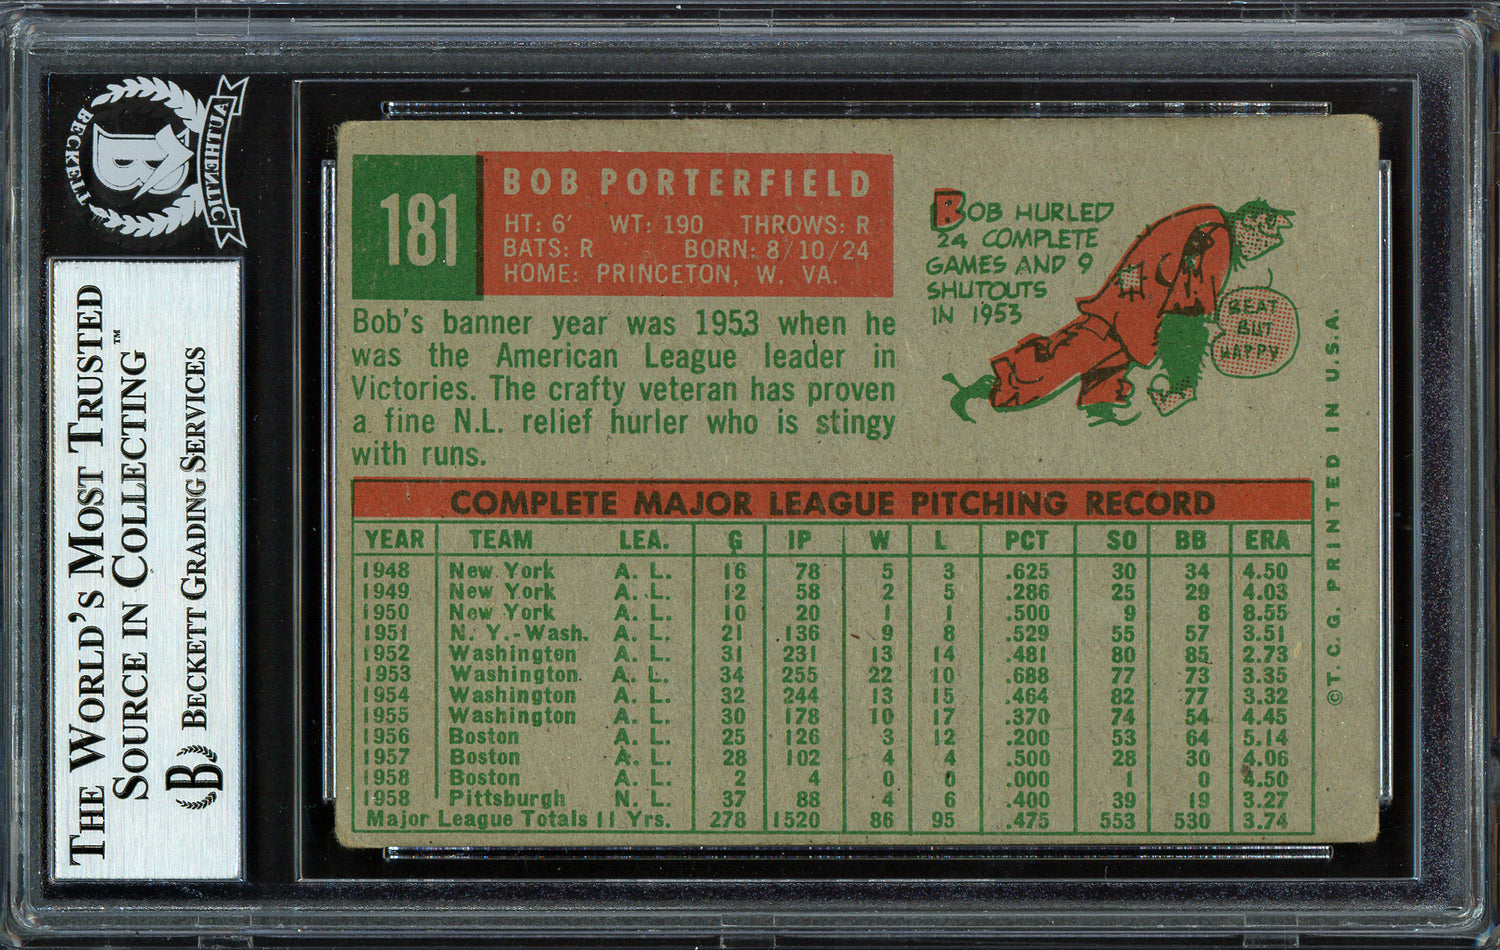 BECKETT
B
AUTHENTIC
THE WORLD'S MOST TRUSTED
SOURCE IN COLLECTING™
B BECKETT GRADING SERVICES
181
BOB PORTERFIELD
HT: 6' WT: 190 THROWS: R
BATS: R BORN: 8/10/24
HOME: PRINCETON, W. VA.
Bob's banner year was 1953 when he
was the American League leader in
Victories. The crafty veteran has proven
a fine N.L. relief hurler who is stingy
with runs.
BOB HURLED
24 COMPLETE
GAMES AND 9
SHUTOUTS
IN 1953
BEAT
BUT
HAPPY
COMPLETE MAJOR LEAGUE PITCHING RECORD
YEAR TEAM LEA. G IP W L PCT SO BB ERA
1948 New York A. L. 16 78 5 3 .625 30 34 4.50
1949 New York A. L. 12 58 2 5 .286 25 29 4.03
1950 New York A. L. 10 20 1 1 .500 9 8 8.55
1951 N. Y.-Wash. A. L. 21 136 9 8 .529 55 57 3.51
1952 Washington A. L. 31 231 13 14 .481 80 85 2.73
1953 Washington A. L. 34 255 22 10 .688 77 73 3.35
1954 Washington A. L. 32 244 13 15 .464 82 77 3.32
1955 Washington A. L. 30 178 10 17 .370 74 54 4.45
1956 Boston A. L. 25 126 3 12 .200 53 64 5.14
1957 Boston A. L. 28 102 4 4 .500 28 30 4.06
1958 Boston A. L. 2 4 0 0 .000 1 0 4.50
1958 Pittsburgh N. L. 37 88 4 6 .400 39 19 3.27
Major League Totals 11 Yrs. 278 1520 86 95 .475 553 530 3.74
©T. C. G. PRINTED IN U.S.A.